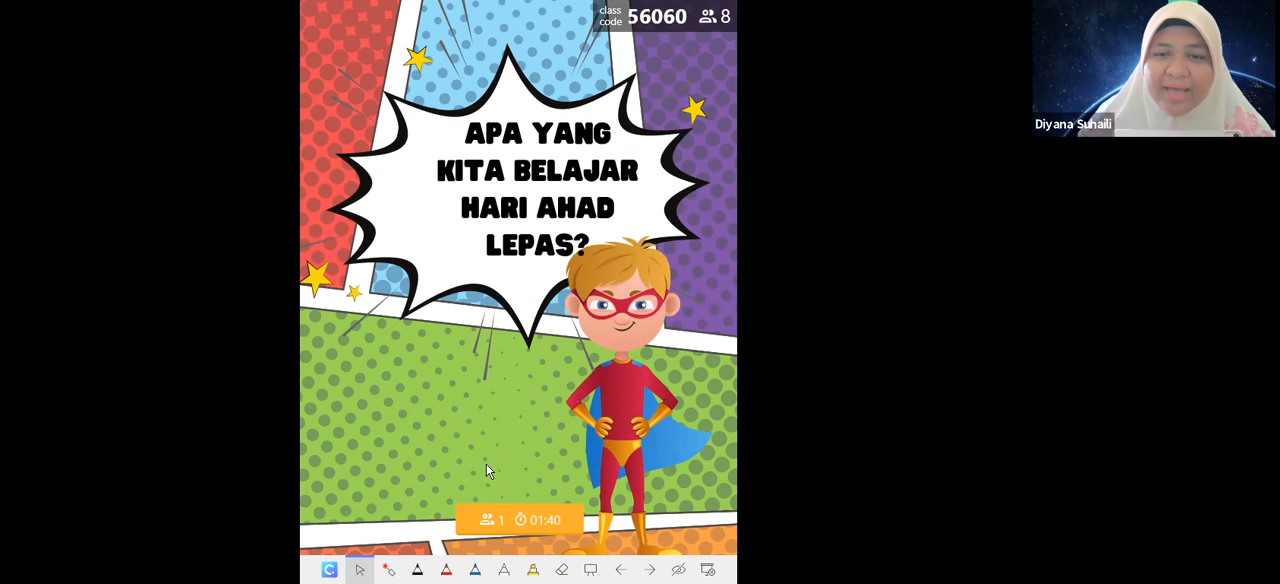 class
code
56060
8
APA YANG
KITA BELAJAR
HARI AHAD
LEPAS?
Diyana Suhaili
1
01:40